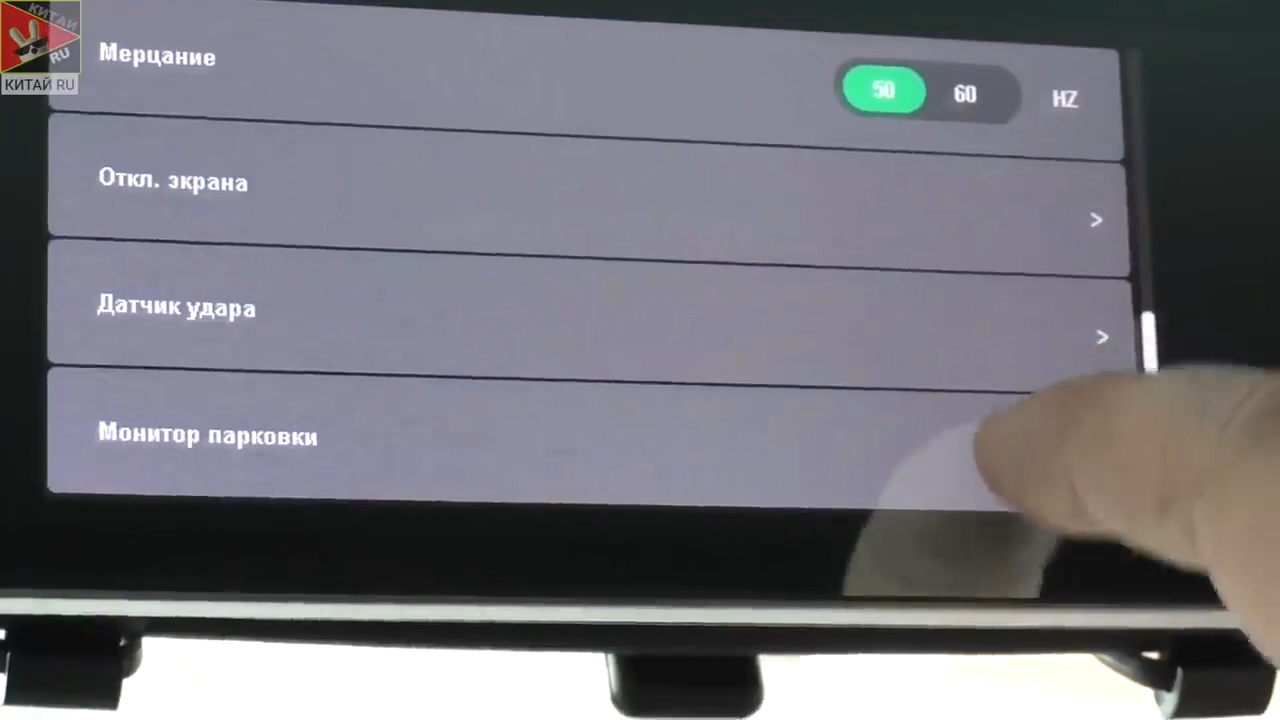 КИТАЙ
RU
КИТАЙ RU
Мерцание
50 60 HZ
Откл. экрана
>
Датчик удара
>
Монитор парковки